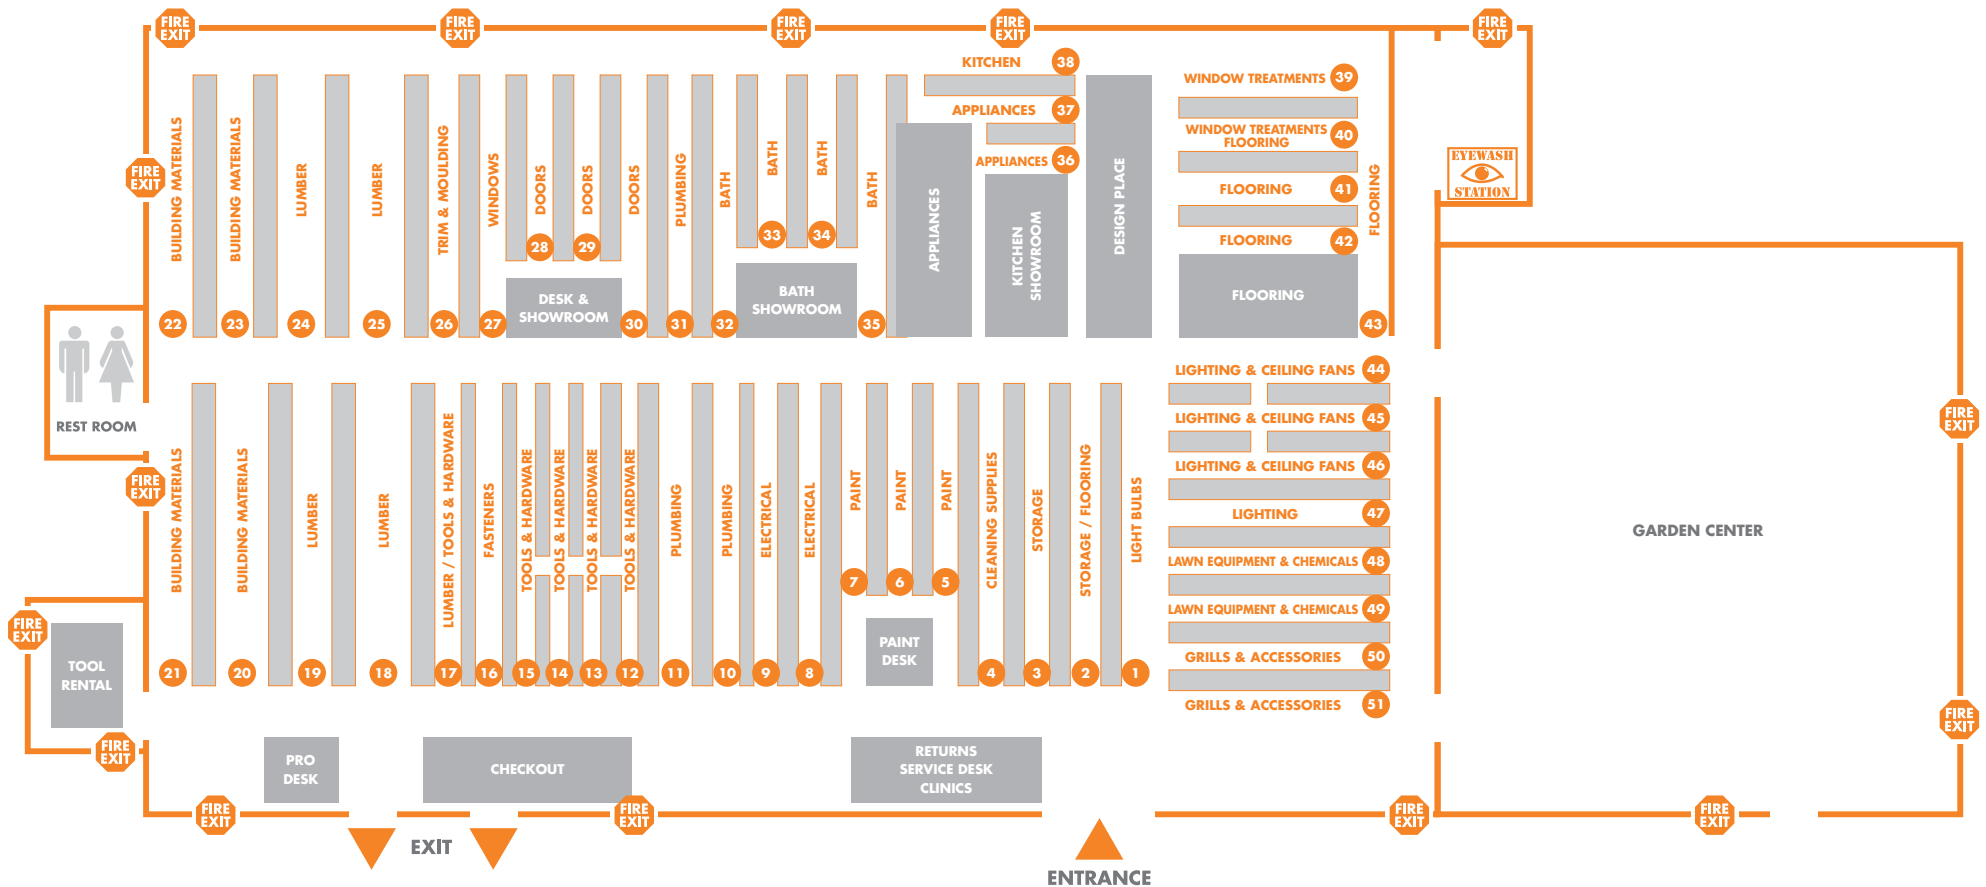 FIRE
EXIT
FIRE
EXIT
FIRE
EXIT
FIRE
EXIT
FIRE
EXIT
BUILDING MATERIALS
22
BUILDING MATERIALS
23
LUMBER
24
LUMBER
25
TRIM & MOULDING
26
WINDOWS
27
DOORS
28
DOORS
29
DOORS
30
PLUMBING
31
BATH
32
BATH
33
BATH
34
BATH
35
DESK &
SHOWROOM
BATH
SHOWROOM
KITCHEN 38
APPLIANCES 37
APPLIANCES 36
APPLIANCES
KITCHEN
SHOWROOM
DESIGN PLACE
WINDOW TREATMENTS 39
WINDOW TREATMENTS
FLOORING
40
FLOORING 41
FLOORING 42
FLOORING
FLOORING
43
EYEWASH
STATION
FIRE
EXIT
REST ROOM
FIRE
EXIT
BUILDING MATERIALS
21
BUILDING MATERIALS
20
LUMBER
19
LUMBER
18
LUMBER / TOOLS & HARDWARE
17
FASTENERS
16
TOOLS & HARDWARE
15
TOOLS & HARDWARE
14
TOOLS & HARDWARE
13
TOOLS & HARDWARE
12
PLUMBING
11
PLUMBING
10
ELECTRICAL
9
ELECTRICAL
8
PAINT
7
PAINT
6
PAINT
5
PAINT
DESK
CLEANING SUPPLIES
4
STORAGE
3
STORAGE / FLOORING
2
LIGHT BULBS
1
LIGHTING & CEILING FANS 44
LIGHTING & CEILING FANS 45
LIGHTING & CEILING FANS 46
LIGHTING 47
LAWN EQUIPMENT & CHEMICALS 48
LAWN EQUIPMENT & CHEMICALS 49
GRILLS & ACCESSORIES 50
GRILLS & ACCESSORIES 51
GARDEN CENTER
FIRE
EXIT
FIRE
EXIT
FIRE
EXIT
TOOL
RENTAL
FIRE
EXIT
PRO
DESK
CHECKOUT
RETURNS
SERVICE DESK
CLINICS
FIRE
EXIT
FIRE
EXIT
FIRE
EXIT
FIRE
EXIT
EXIT
ENTRANCE